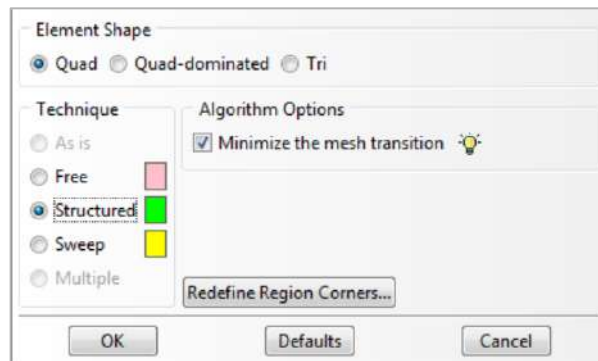 Element Shape
Quad Quad-dominated Tri
Technique
Algorithm Options
As is
Minimize the mesh transition
Free
Structured
Sweep
Multiple
Redefine Region Corners...
OK Defaults Cancel